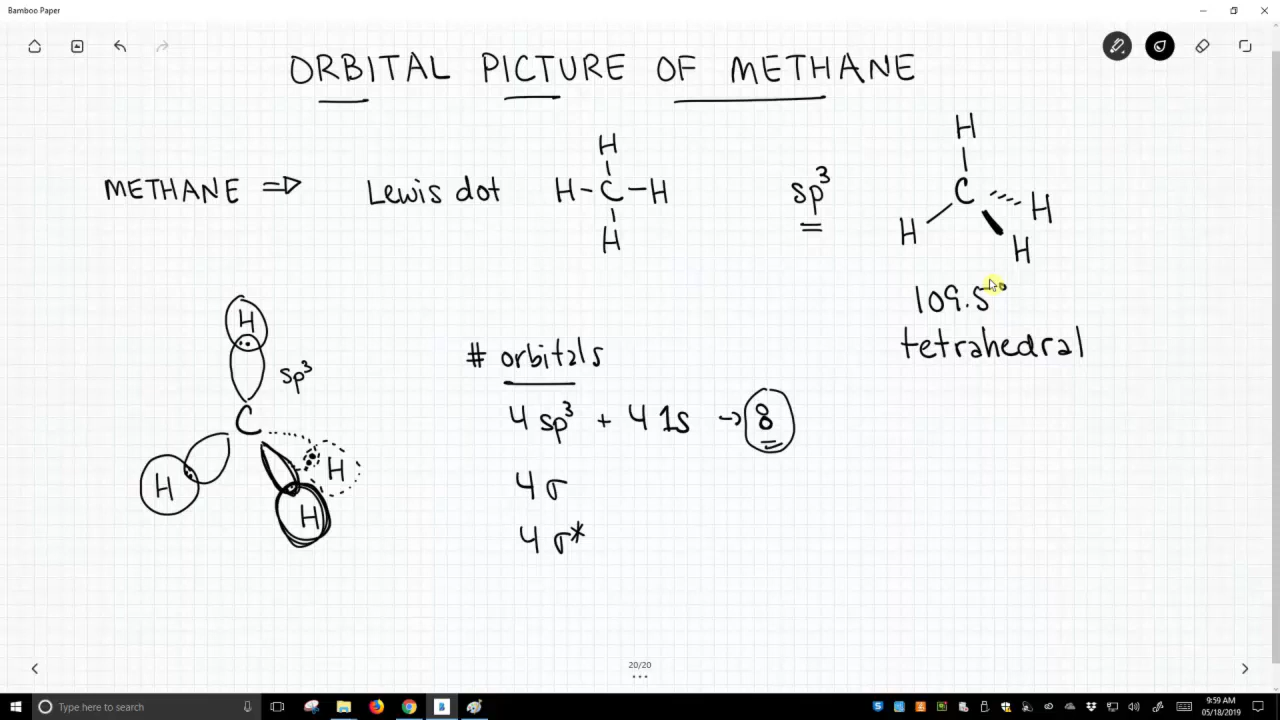 Bamboo Paper
ORBITAL PICTURE OF METHANE
METHANE ⇒ Lewis dot
H
H-C-H
H
sp³
H
C
H
H
H
109.5°
tetrahedral
H
sp³
C
H
H
H
# orbitals
4 sp³ + 4 1s → 8
4 σ
4 σ*
20/20
Type here to search
9:59 AM
05/18/2019